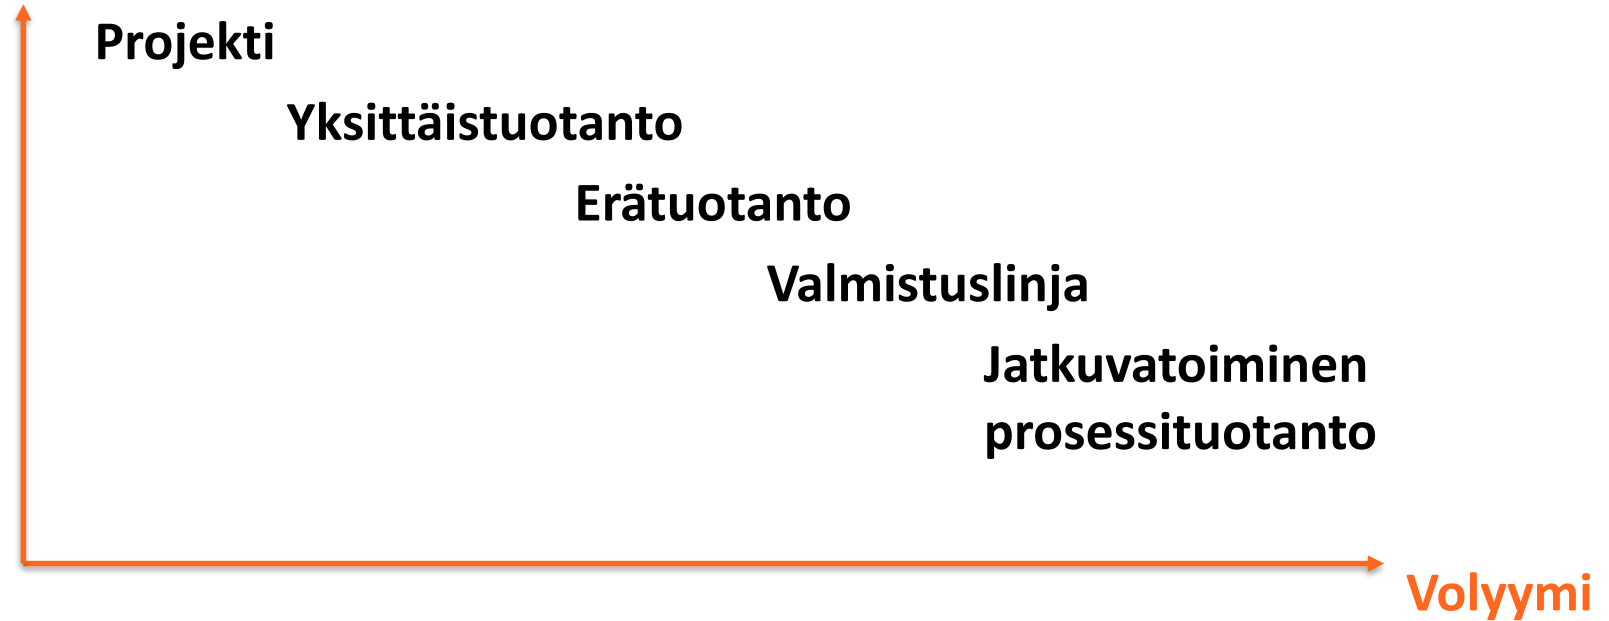 Projekti
Yksittäistuotanto
Erätuotanto
Valmistuslinja
Jatkuvatoiminen
prosessituotanto
Volyymi